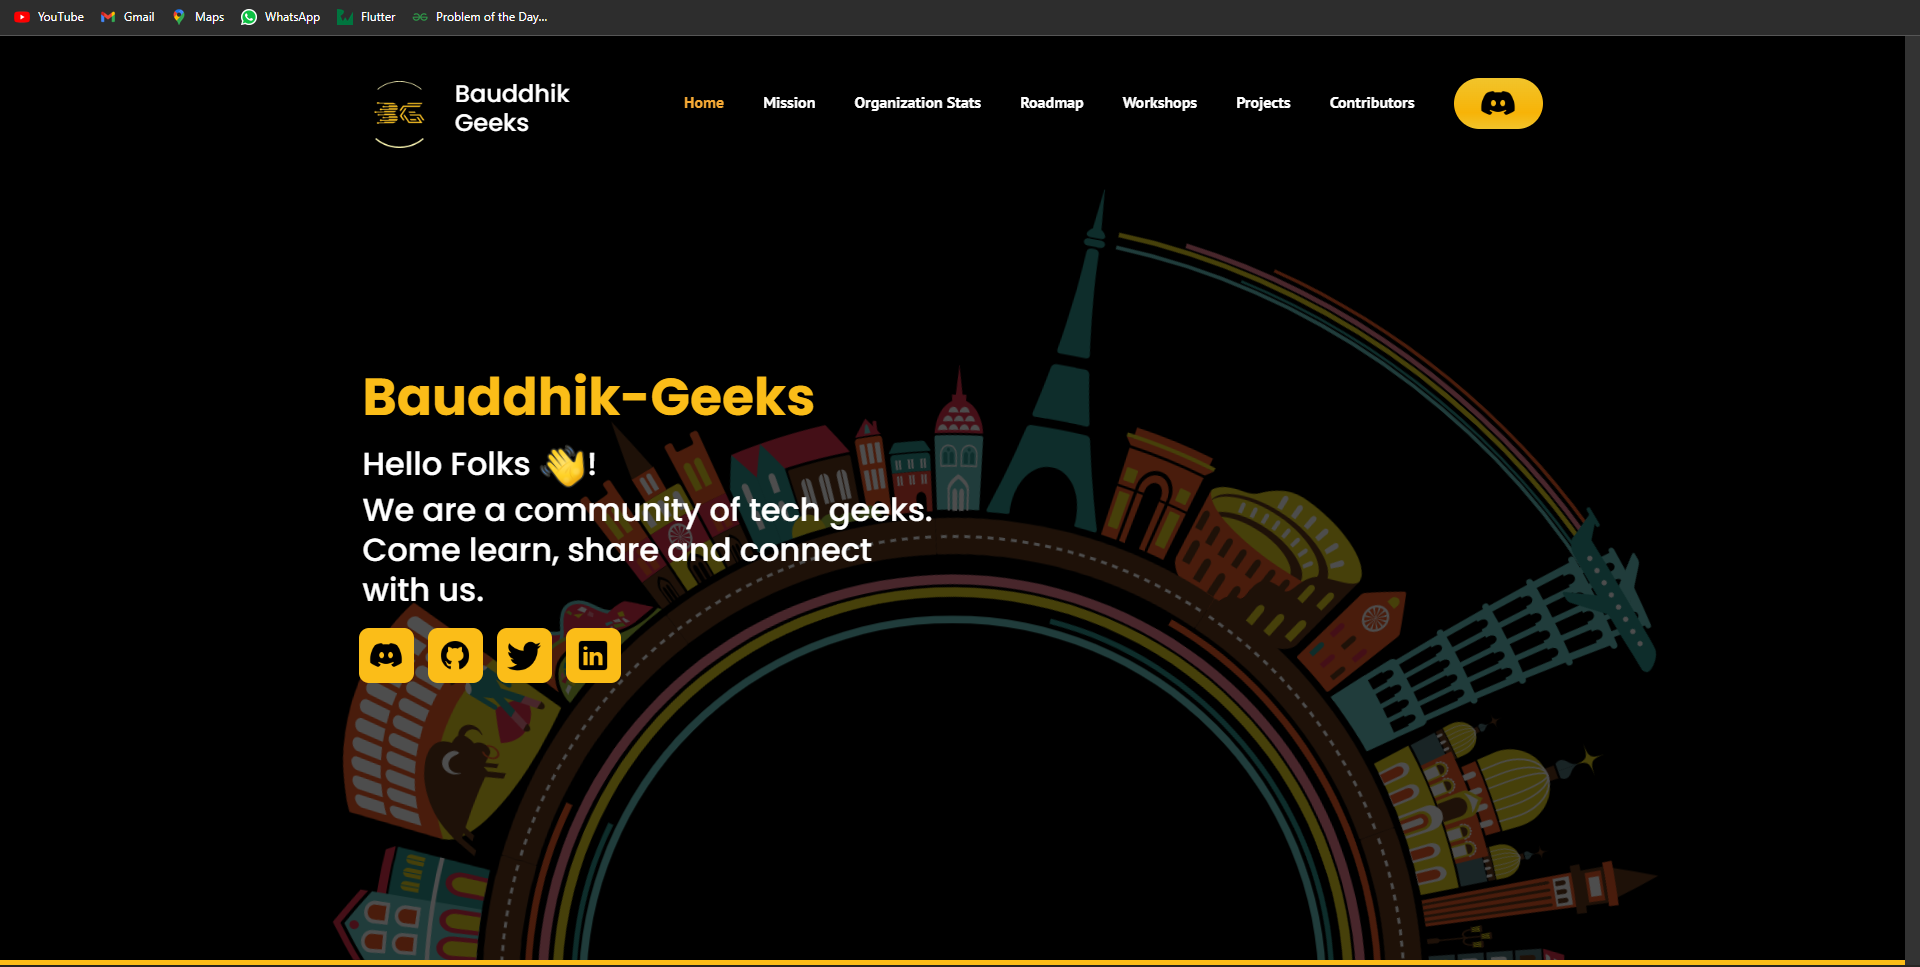 YouTube Gmail Maps WhatsApp Flutter Problem of the Day...
Bauddhik
Geeks
Home Mission Organization Stats Roadmap Workshops Projects Contributors
Bauddhik-Geeks
Hello Folks 👋!
We are a community of tech geeks.
Come learn, share and connect
with us.
in